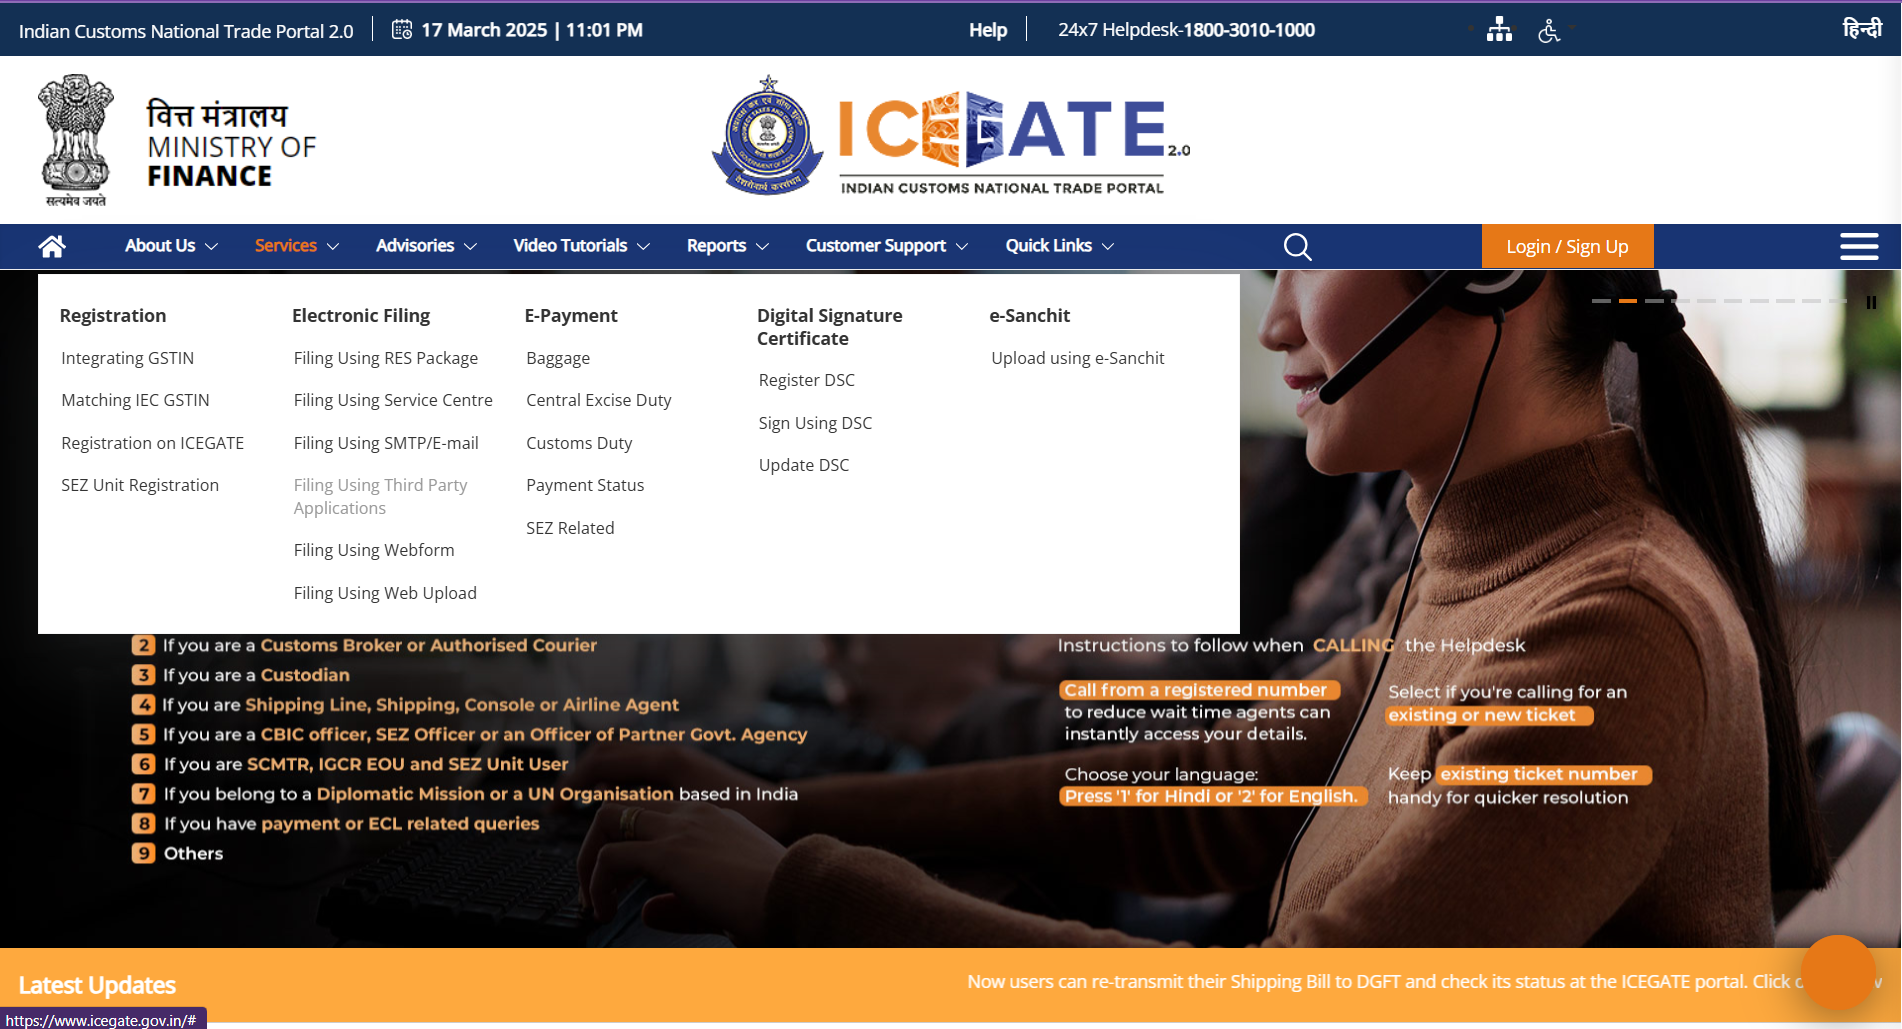 Indian Customs National Trade Portal 2.0
17 March 2025 | 11:01 PM
Help
24x7 Helpdesk-1800-3010-1000
हिन्दी
सत्यमेव जयते
वित्त मंत्रालय
MINISTRY OF
FINANCE
ICEGATE 2.0
INDIAN CUSTOMS NATIONAL TRADE PORTAL
About Us
Services
Advisories
Video Tutorials
Reports
Customer Support
Quick Links
Login / Sign Up
Registration
Integrating GSTIN
Matching IEC GSTIN
Registration on ICEGATE
SEZ Unit Registration
Electronic Filing
Filing Using RES Package
Filing Using Service Centre
Filing Using SMTP/E-mail
Filing Using Third Party
Applications
Filing Using Webform
Filing Using Web Upload
E-Payment
Baggage
Central Excise Duty
Customs Duty
Payment Status
SEZ Related
Digital Signature
Certificate
Register DSC
Sign Using DSC
Update DSC
e-Sanchit
Upload using e-Sanchit
2 If you are a Customs Broker or Authorised Courier
3 If you are a Custodian
4 If you are Shipping Line, Shipping, Console or Airline Agent
5 If you are a CBIC officer, SEZ Officer or an Officer of Partner Govt. Agency
6 If you are SCMTR, IGCR EOU and SEZ Unit User
7 If you belong to a Diplomatic Mission or a UN Organisation based in India
8 If you have payment or ECL related queries
9 Others
Instructions to follow when CALLING the Helpdesk
Call from a registered number
to reduce wait time agents can
instantly access your details.
Select if you're calling for an
existing or new ticket
Choose your language:
Press '1' for Hindi or '2' for English.
Keep existing ticket number
handy for quicker resolution
Latest Updates
Now users can re-transmit their Shipping Bill to DGFT and check its status at the ICEGATE portal. Click
https://www.icegate.gov.in/#